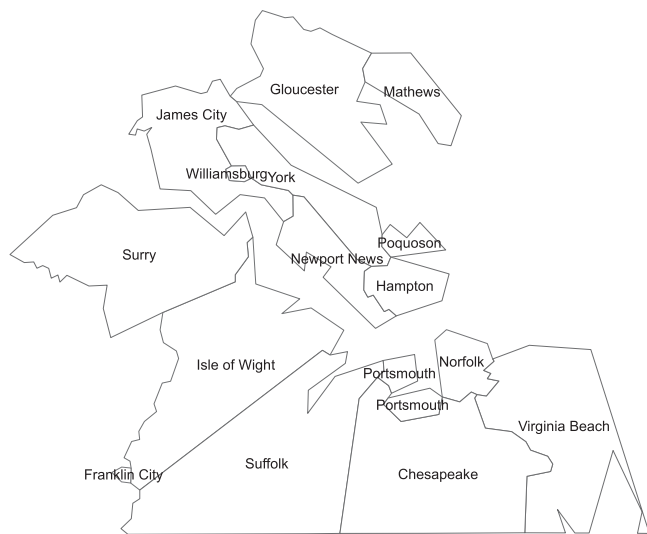 Gloucester
Mathews
James City
Williamsburg
York
Poquoson
Surry
Newport News
Hampton
Isle of Wight
Norfolk
Portsmouth
Portsmouth
Virginia Beach
Suffolk
Chesapeake
Franklin City